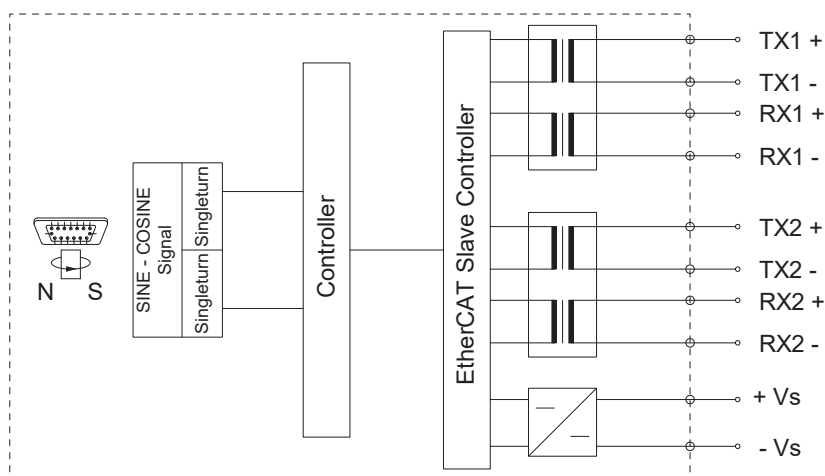 N S
SINE - COSINE
Signal
Singleturn
Singleturn
Controller
EtherCAT Slave Controller
TX1 +
TX1 -
RX1 +
RX1 -
TX2 +
TX2 -
RX2 +
RX2 -
+ Vs
- Vs